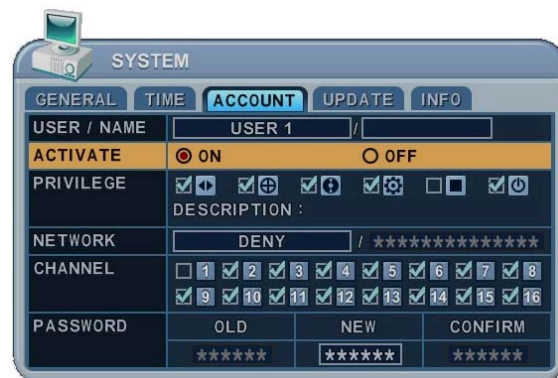 SYSTEM
GENERAL TIME ACCOUNT UPDATE INFO
USER / NAME USER 1 /
ACTIVATE ON OFF
PRIVILEGE
DESCRIPTION :
NETWORK DENY / **************
CHANNEL 1 2 3 4 5 6 7 8
9 10 11 12 13 14 15 16
PASSWORD OLD NEW CONFIRM
****** ****** ******